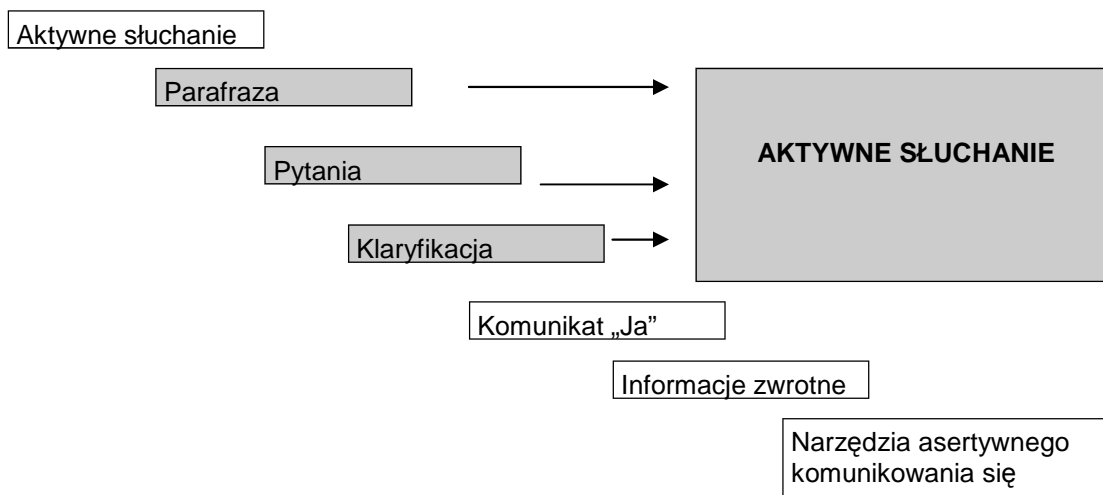 Aktywne słuchanie
Parafraza
AKTYWNE SŁUCHANIE
Pytania
Klaryfikacja
Komunikat „Ja”
Informacje zwrotne
Narzędzia asertywnego
komunikowania się